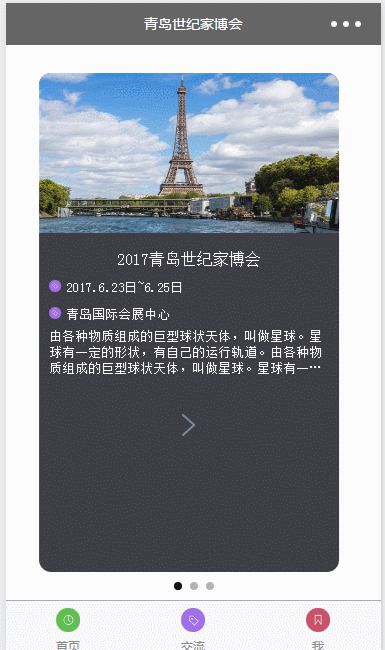 青岛世纪家博会
2017青岛世纪家博会
2017.6.23日~6.25日
青岛国际会展中心
由各种物质组成的巨型球状天体，叫做星球。星
球有一定的形状，有自己的运行轨道。由各种物
质组成的巨型球状天体，叫做星球。星球有一…
首页
交流
我